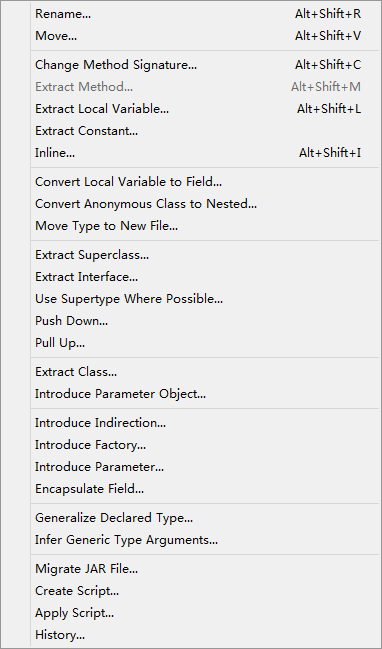 Rename... Alt+Shift+R
Move... Alt+Shift+V
Change Method Signature... Alt+Shift+C
Extract Method... Alt+Shift+M
Extract Local Variable... Alt+Shift+L
Extract Constant...
Inline... Alt+Shift+I
Convert Local Variable to Field...
Convert Anonymous Class to Nested...
Move Type to New File...
Extract Superclass...
Extract Interface...
Use Supertype Where Possible...
Push Down...
Pull Up...
Extract Class...
Introduce Parameter Object...
Introduce Indirection...
Introduce Factory...
Introduce Parameter...
Encapsulate Field...
Generalize Declared Type...
Infer Generic Type Arguments...
Migrate JAR File...
Create Script...
Apply Script...
History...